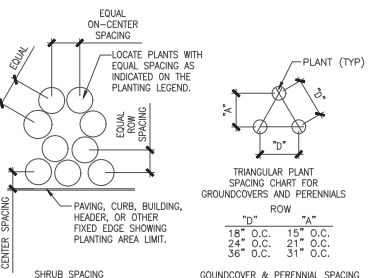 EQUAL
ON-CENTER
SPACING
EQUAL
LOCATE PLANTS WITH
EQUAL SPACING AS
INDICATED ON THE
PLANTING LEGEND.
EQUAL
ROW
SPACING
CENTER SPACING
PAVING, CURB, BUILDING,
HEADER, OR OTHER
FIXED EDGE SHOWING
PLANTING AREA LIMIT.
SHRUB SPACING
PLANT (TYP)
"D"
"A"
"D"
TRIANGULAR PLANT
SPACING CHART FOR
GROUNDCOVERS AND PERENNIALS
ROW
"D" "A"
18" O.C. 15" O.C.
24" O.C. 21" O.C.
36" O.C. 31" O.C.
GOUNDCOVER & PERENNIAL SPACING